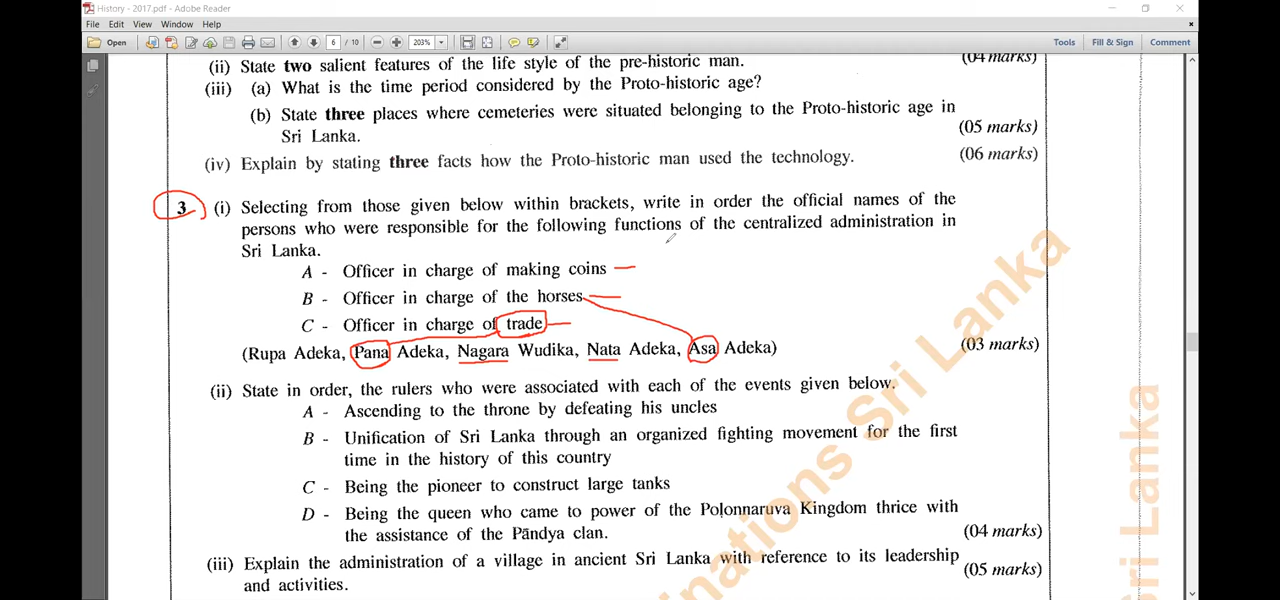 History - 2017.pdf - Adobe Reader
File Edit View Window Help
Open 6 / 10 203% Tools Fill & Sign Comment
(ii) State two salient features of the life style of the pre-historic man. (04 marks)
(iii) (a) What is the time period considered by the Proto-historic age?
(b) State three places where cemeteries were situated belonging to the Proto-historic age in
Sri Lanka. (05 marks)
(iv) Explain by stating three facts how the Proto-historic man used the technology. (06 marks)
3 (i) Selecting from those given below within brackets, write in order the official names of the
persons who were responsible for the following functions of the centralized administration in
Sri Lanka.
A - Officer in charge of making coins
B - Officer in charge of the horses
C - Officer in charge of trade
(Rupa Adeka, Pana Adeka, Nagara Wudika, Nata Adeka, Asa Adeka) (03 marks)
(ii) State in order, the rulers who were associated with each of the events given below.
A - Ascending to the throne by defeating his uncles
B - Unification of Sri Lanka through an organized fighting movement for the first
time in the history of this country
C - Being the pioneer to construct large tanks
D - Being the queen who came to power of the Poḷonnaruva Kingdom thrice with
the assistance of the Pāndya clan. (04 marks)
(iii) Explain the administration of a village in ancient Sri Lanka with reference to its leadership
and activities. (05 marks)
nations Sri Lanka
Sri Lanka